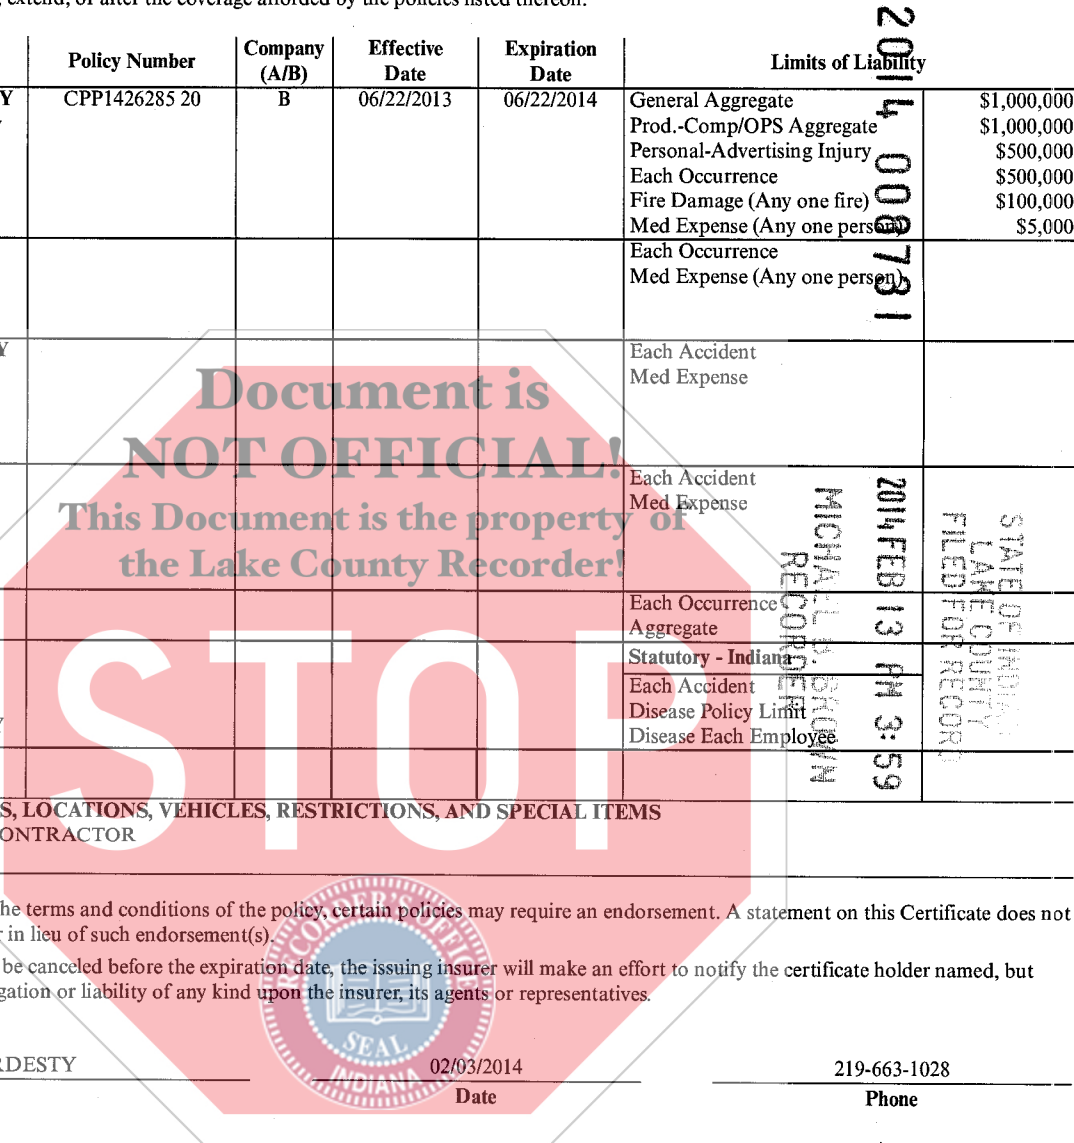 extend, or alter the coverage afforded by the policies listed thereon.
Policy Number Company (A/B) Effective Date Expiration Date Limits of Liability
Y CPP1426285 20 B 06/22/2013 06/22/2014 General Aggregate $1,000,000
Prod.-Comp/OPS Aggregate $1,000,000
Personal-Advertising Injury $500,000
Each Occurrence $500,000
Fire Damage (Any one fire) $100,000
Med Expense (Any one person) $5,000
Each Occurrence
Med Expense (Any one person)
2014 008731
Y Each Accident
Med Expense
Document is
NOT OFFICIAL!
This Document is the property of
the Lake County Recorder!
Each Accident
Med Expense
STATE OF INDIANA
LAKE COUNTY
FILED FOR RECORD
2014 FEB 13 AM 3:59
MICHAEL B. BROWN
RECORDER
Each Occurrence
Aggregate
Statutory - Indiana
Each Accident
Disease Policy Limit
Disease Each Employee
STOP
S, LOCATIONS, VEHICLES, RESTRICTIONS, AND SPECIAL ITEMS
ONTRACTOR
he terms and conditions of the policy, certain policies may require an endorsement. A statement on this Certificate does not
r in lieu of such endorsement(s).
be canceled before the expiration date, the issuing insurer will make an effort to notify the certificate holder named, but
gation or liability of any kind upon the insurer, its agents or representatives.
RECORDER'S OFFICE
SEAL
INDIANA
RDESTY 02/03/2014 219-663-1028
Date Phone